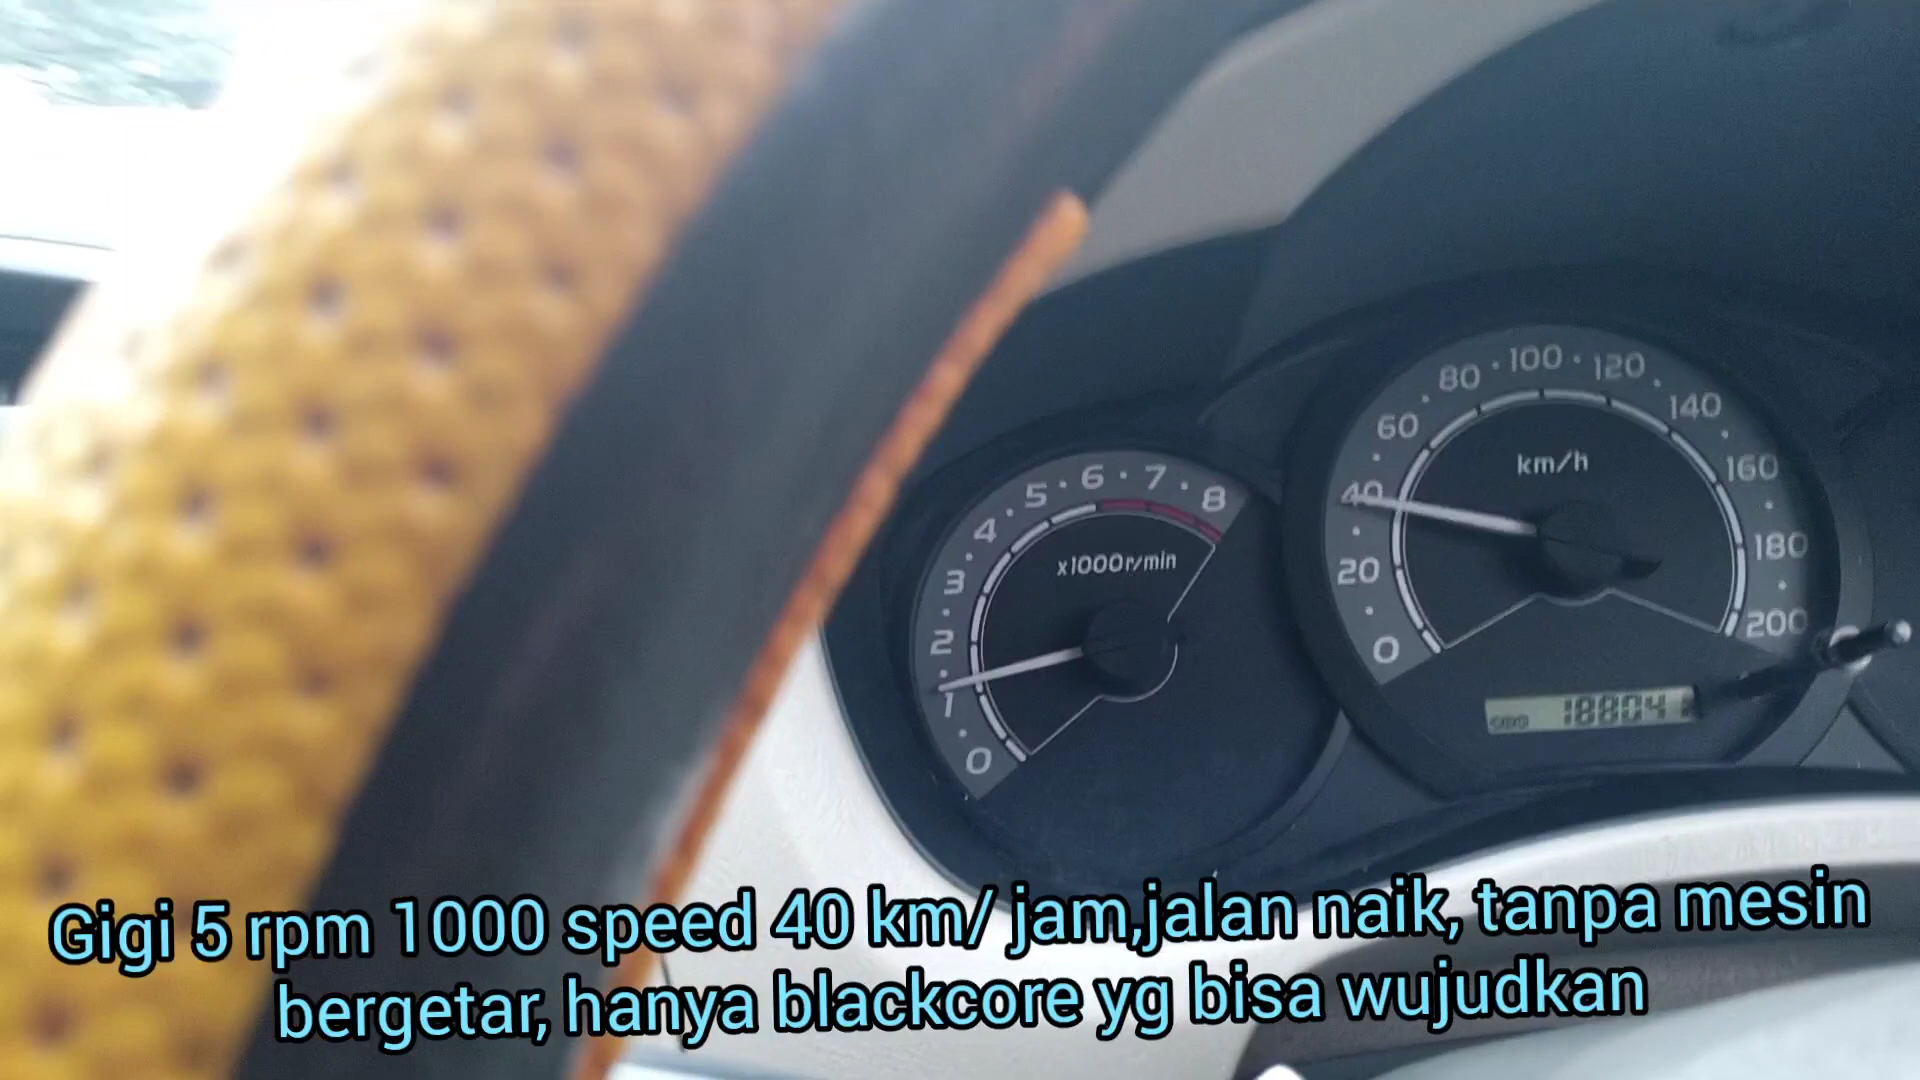 80 · 100 · 120
60
140
40
km/h
160
20
180
0
200
5 · 6 · 7 · 8
4
x1000r/min
3
2
1
0
ODO 18804
Gigi 5 rpm 1000 speed 40 km/ jam,jalan naik, tanpa mesin
bergetar, hanya blackcore yg bisa wujudkan